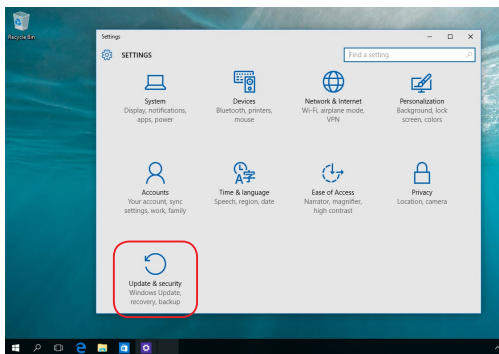 Recycle Bin
Settings
SETTINGS
Find a setting
System
Display, notifications,
apps, power
Devices
Bluetooth, printers,
mouse
Network & Internet
Wi-Fi, airplane mode,
VPN
Personalization
Background, lock
screen, colors
Accounts
Your account, sync
settings, work, family
Time & language
Speech, region, date
Ease of Access
Narrator, magnifier,
high contrast
Privacy
Location, camera
Update & security
Windows Update,
recovery, backup